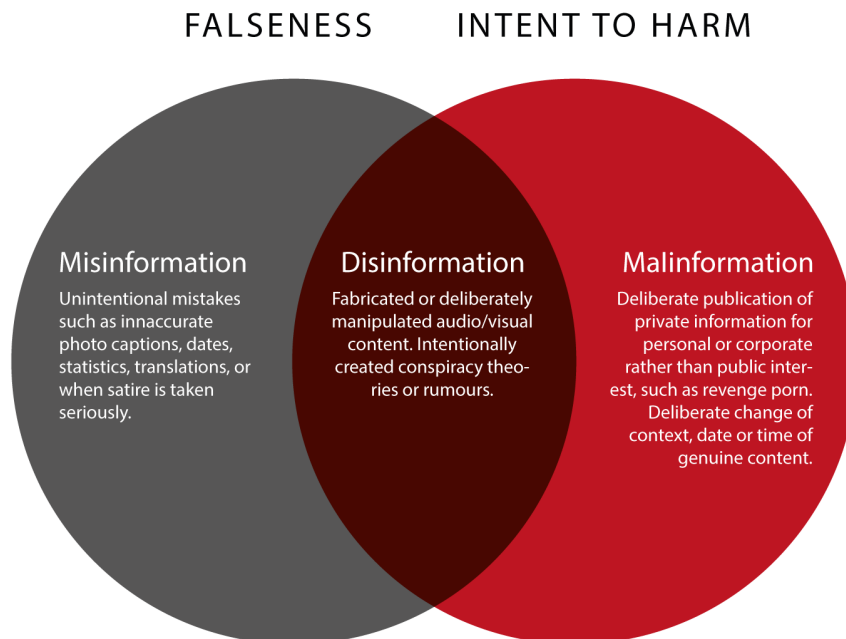 FALSENESS
INTENT TO HARM
Misinformation
Unintentional mistakes
such as innaccurate
photo captions, dates,
statistics, translations, or
when satire is taken
seriously.
Disinformation
Fabricated or deliberately
manipulated audio/visual
content. Intentionally
created conspiracy theo-
ries or rumours.
Malinformation
Deliberate publication of
private information for
personal or corporate
rather than public inter-
est, such as revenge porn.
Deliberate change of
context, date or time of
genuine content.